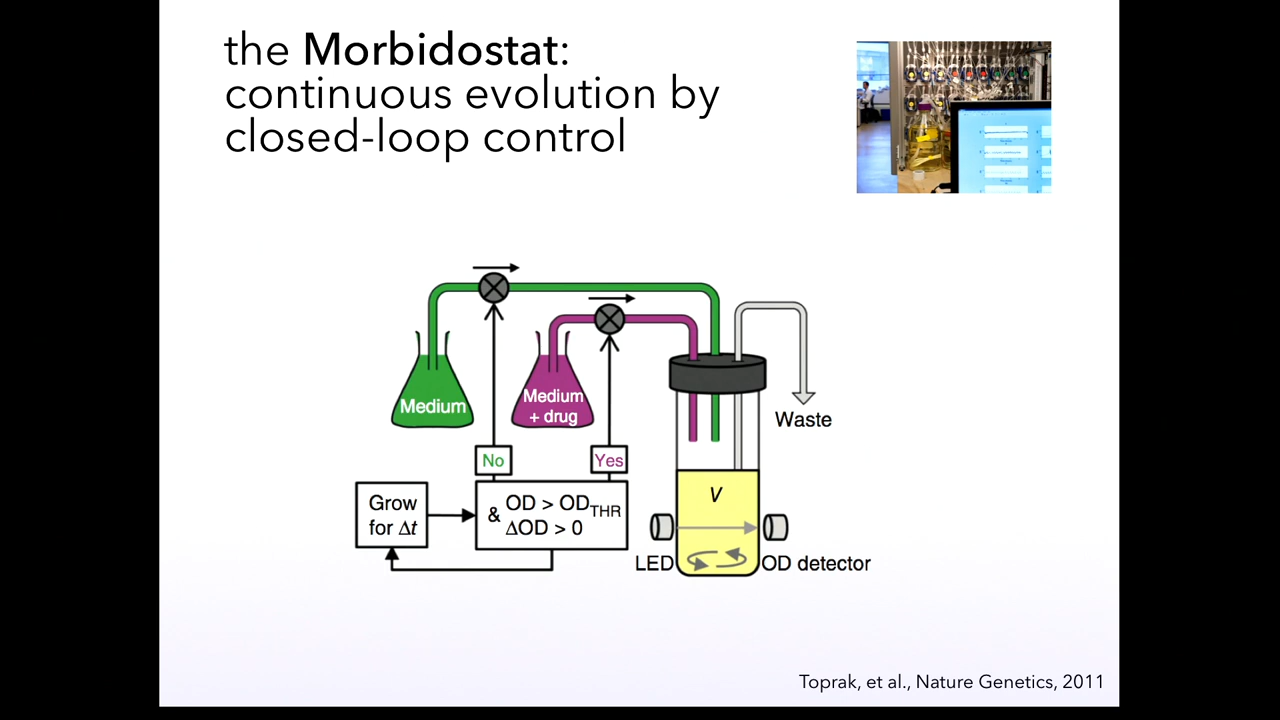 the Morbidostat:
continuous evolution by
closed-loop control
Medium
Medium
+ drug
Waste
No
Yes
Grow
for Δt
& OD > OD_THR
ΔOD > 0
V
LED
OD detector
Toprak, et al., Nature Genetics, 2011